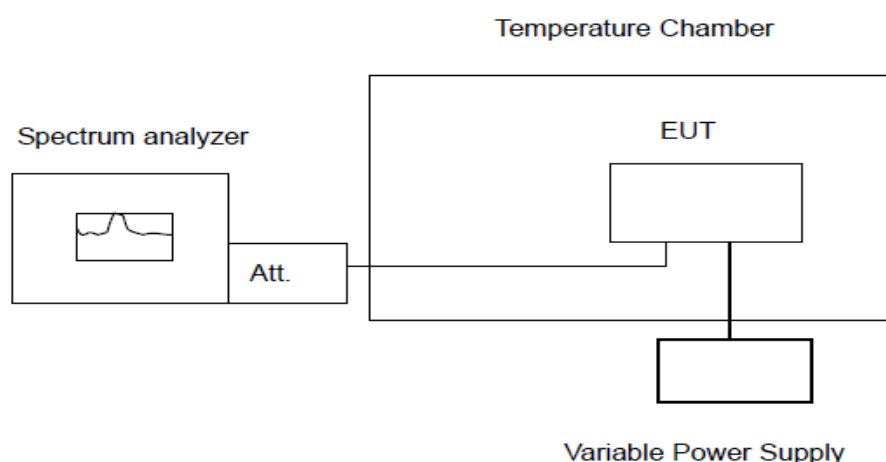 Temperature Chamber
Spectrum analyzer
EUT
Att.
Variable Power Supply